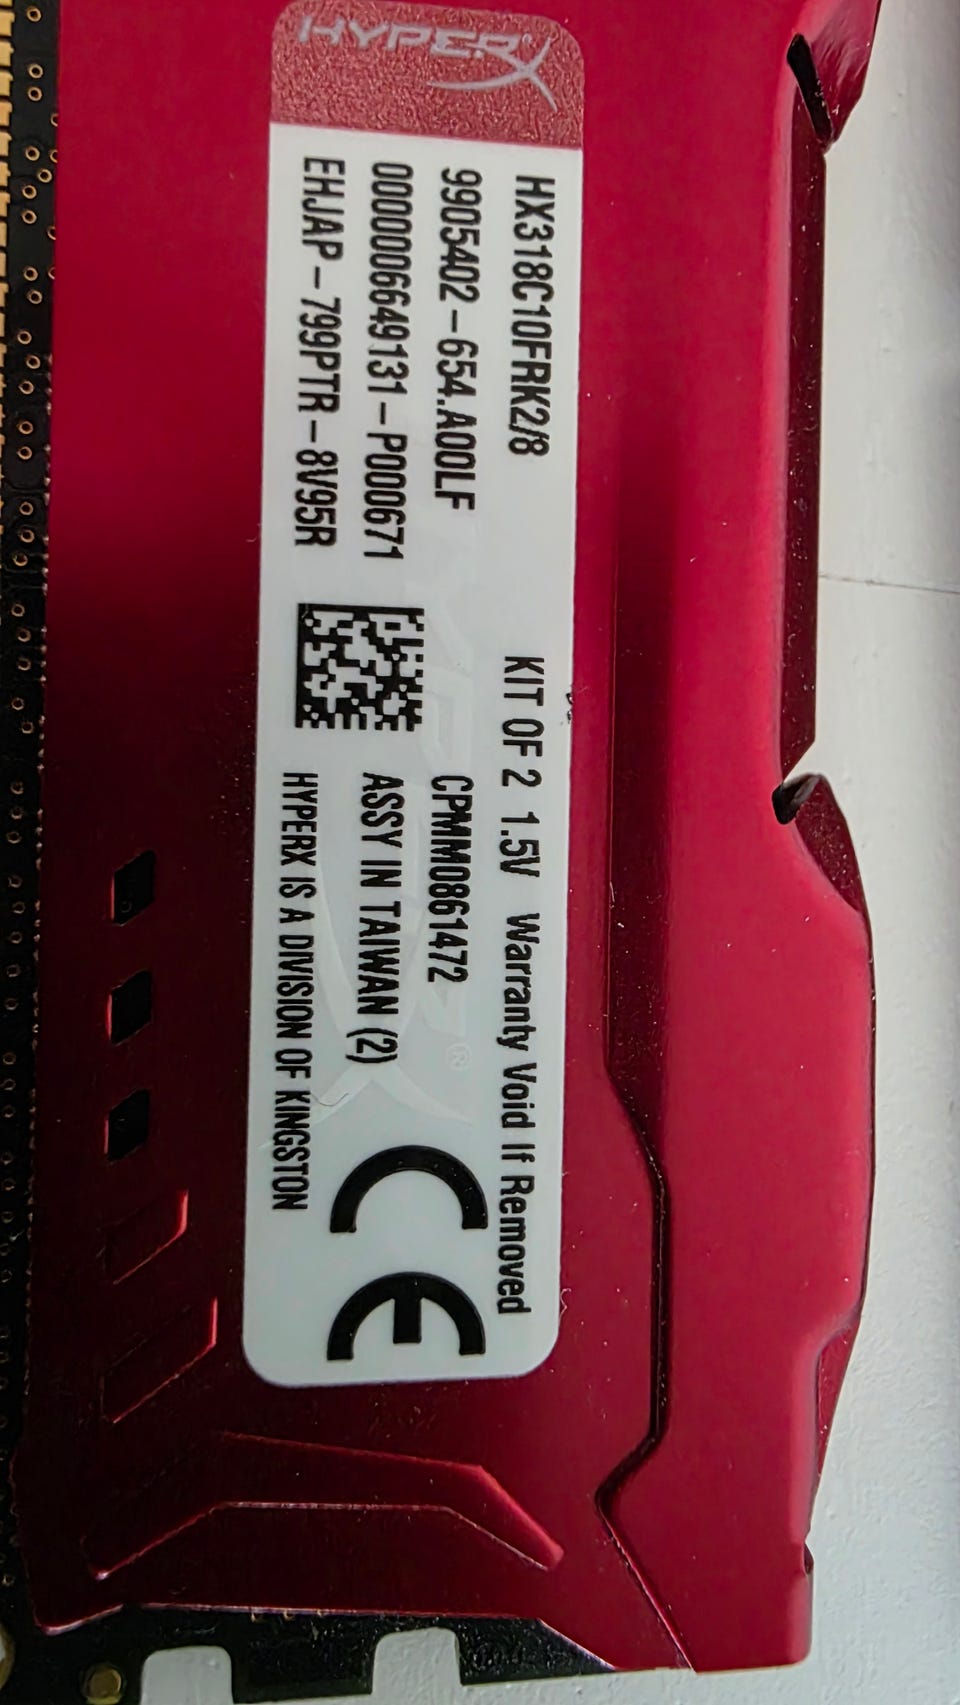 HYPERX
HX318C10FRK2/8 KIT OF 2 1.5V Warranty Void If Removed
9905402-654.A00LF CPMM0861472
0000006649131-P000671 ASSY IN TAIWAN (2)
EHJAP-799PTR-8V95R HYPERX IS A DIVISION OF KINGSTON
CE